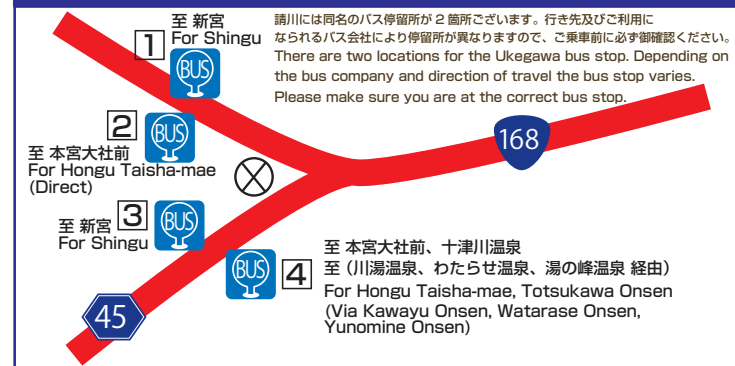 至 新宮
For Shingu
1
BUS
請川には同名のバス停留所が2箇所ございます。行き先及びご利用に
なられるバス会社により停留所が異なりますので、ご乗車前に必ず御確認ください。
There are two locations for the Ukegawa bus stop. Depending on
the bus company and direction of travel the bus stop varies.
Please make sure you are at the correct bus stop.
2
BUS
至 本宮大社前
For Hongu Taisha-mae
(Direct)
168
至 新宮
For Shingu
3
BUS
BUS
4
至 本宮大社前、十津川温泉
至（川湯温泉、わたらせ温泉、湯の峰温泉 経由）
For Hongu Taisha-mae, Totsukawa Onsen
(Via Kawayu Onsen, Watarase Onsen,
Yunomine Onsen)
45